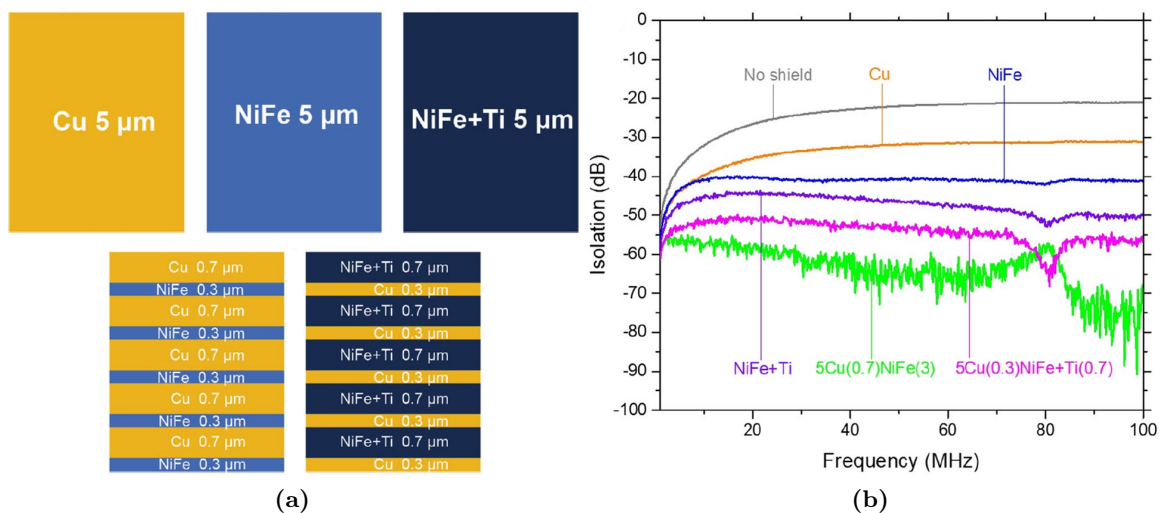 Cu 5 µm
NiFe 5 µm
NiFe+Ti 5 µm
Cu 0.7 µm
NiFe 0.3 µm
Cu 0.7 µm
NiFe 0.3 µm
Cu 0.7 µm
NiFe 0.3 µm
Cu 0.7 µm
NiFe 0.3 µm
Cu 0.7 µm
NiFe 0.3 µm
NiFe+Ti 0.7 µm
Cu 0.3 µm
NiFe+Ti 0.7 µm
Cu 0.3 µm
NiFe+Ti 0.7 µm
Cu 0.3 µm
NiFe+Ti 0.7 µm
Cu 0.3 µm
NiFe+Ti 0.7 µm
Cu 0.3 µm
(a)
Isolation (dB)
0
-10
-20
-30
-40
-50
-60
-70
-80
-90
-100
No shield
Cu
NiFe
NiFe+Ti
5Cu(0.7)NiFe(3)
5Cu(0.3)NiFe+Ti(0.7)
20
40
60
80
100
Frequency (MHz)
(b)